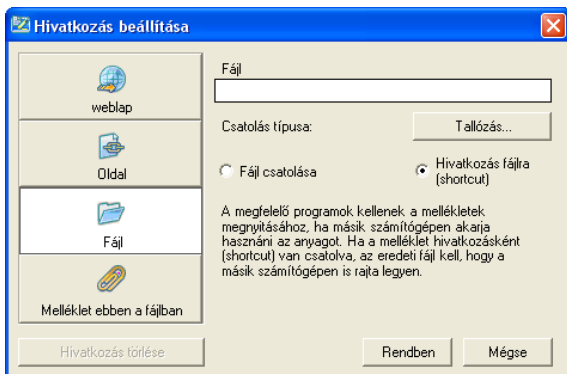 Hivatkozás beállítása
weblap
Oldal
Fájl
Melléklet ebben a fájlban
Hivatkozás törlése
Fájl
Csatolás típusa:
Tallózás...
Fájl csatolása
Hivatkozás fájlra
(shortcut)
A megfelelő programok kellenek a mellékletek
megnyitásához, ha másik számítógépen akarja
hasznáni az anyagot. Ha a melléklet hivatkozásként
(shortcut) van csatolva, az eredeti fájl kell, hogy a
másik számítógépen is rajta legyen.
Rendben
Mégse